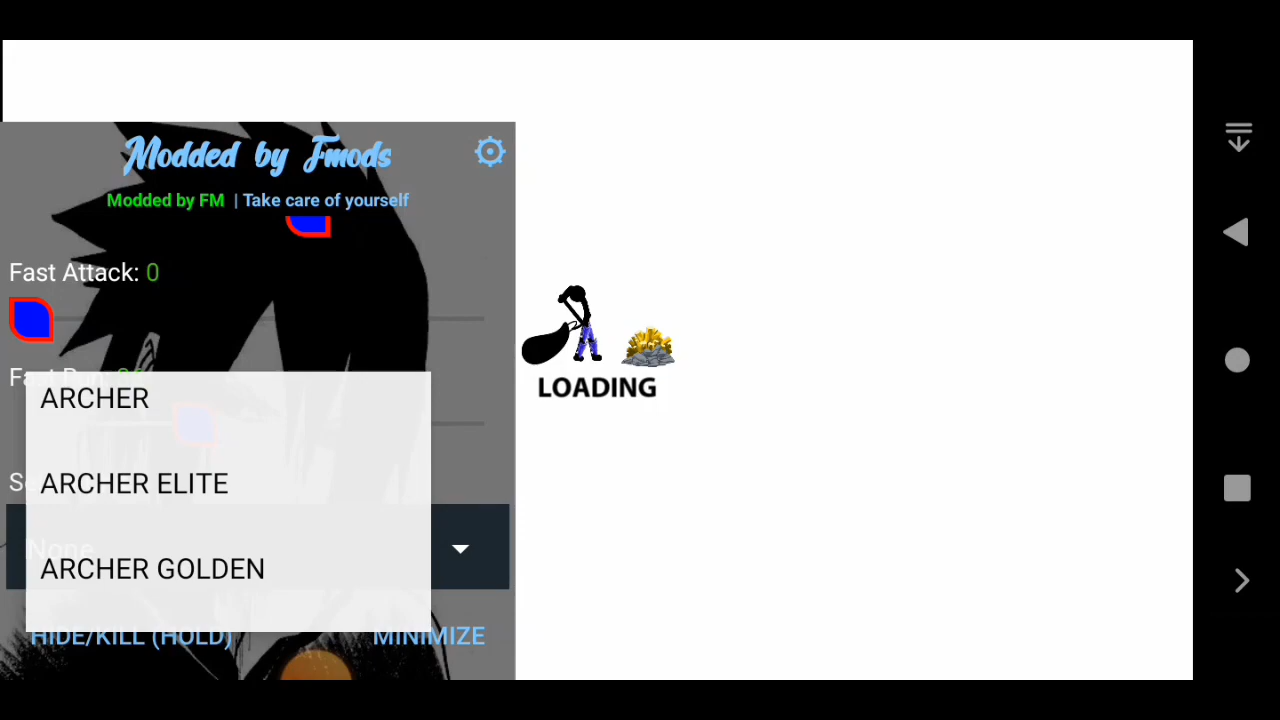 Modded by Fmods
Modded by FM | Take care of yourself
Fast Attack: 0
ARCHER
ARCHER ELITE
None
ARCHER GOLDEN
HIDE/KILL (HOLD)
MINIMIZE
LOADING